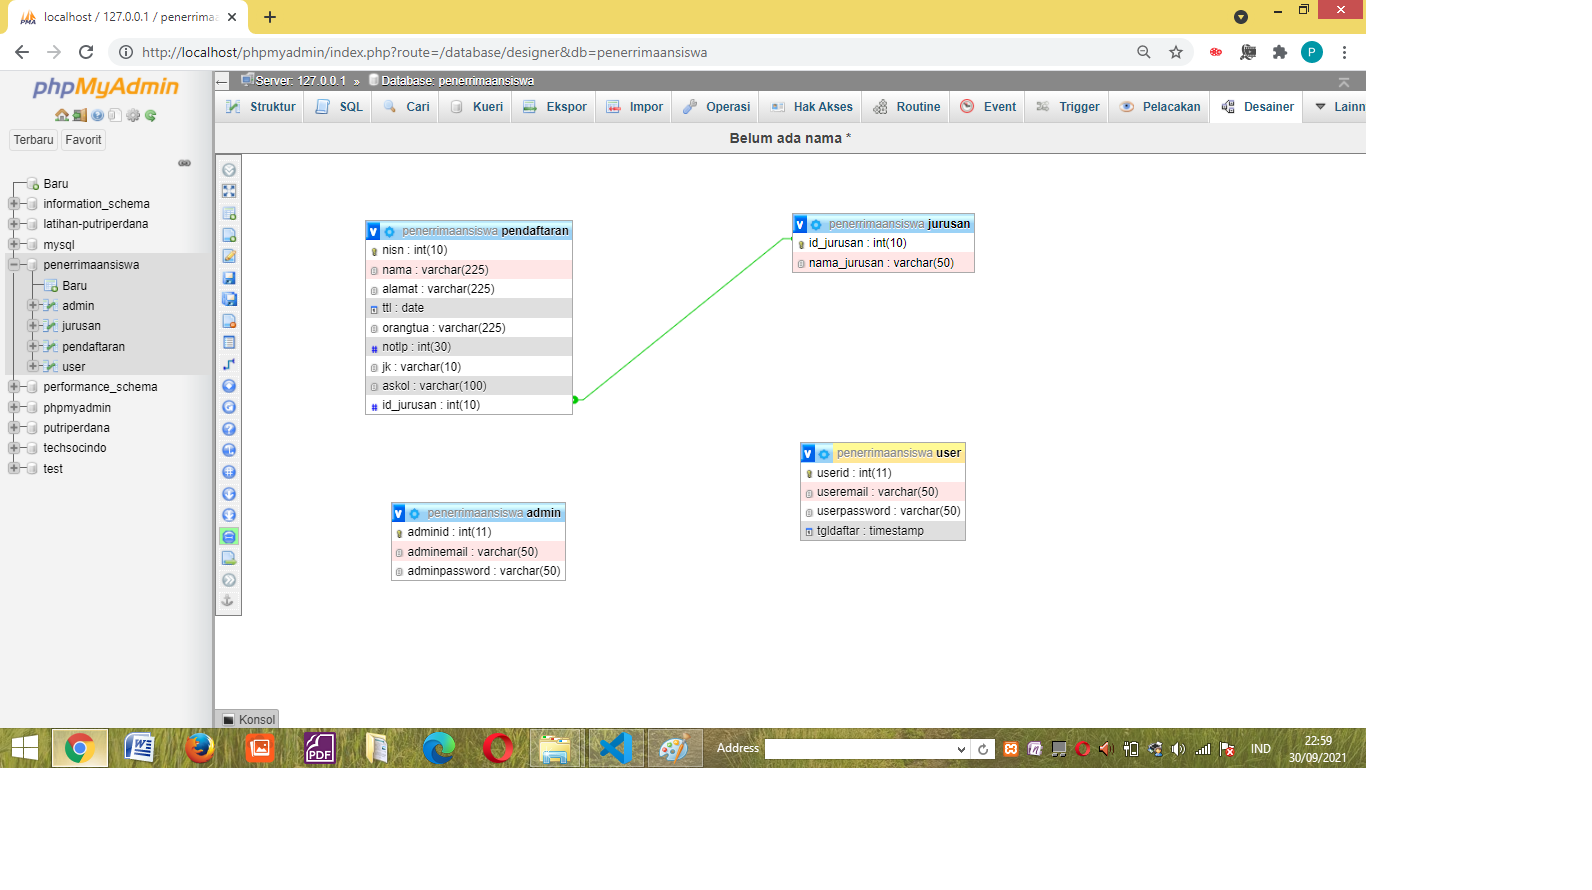 localhost / 127.0.0.1 / penerrima
http://localhost/phpmyadmin/index.php?route=/database/designer&db=penerrimaansiswa
P
phpMyAdmin
Terbaru
Favorit
Baru
information_schema
latihan-putriperdana
mysql
penerrimaansiswa
Baru
admin
jurusan
pendaftaran
user
performance_schema
phpmyadmin
putriperdana
techsocindo
test
Server: 127.0.0.1 » Database: penerrimaansiswa
Struktur
SQL
Cari
Kueri
Ekspor
Impor
Operasi
Hak Akses
Routine
Event
Trigger
Pelacakan
Desainer
Lainn
Belum ada nama *
v penerrimaansiswa pendaftaran
nisn : int(10)
nama : varchar(225)
alamat : varchar(225)
ttl : date
orangtua : varchar(225)
# notlp : int(30)
jk : varchar(10)
askol : varchar(100)
# id_jurusan : int(10)
v penerrimaansiswa jurusan
id_jurusan : int(10)
nama_jurusan : varchar(50)
v penerrimaansiswa user
userid : int(11)
useremail : varchar(50)
userpassword : varchar(50)
tgldaftar : timestamp
v penerrimaansiswa admin
adminid : int(11)
adminemail : varchar(50)
adminpassword : varchar(50)
Konsol
PDF
Address
IND
22:59
30/09/2021